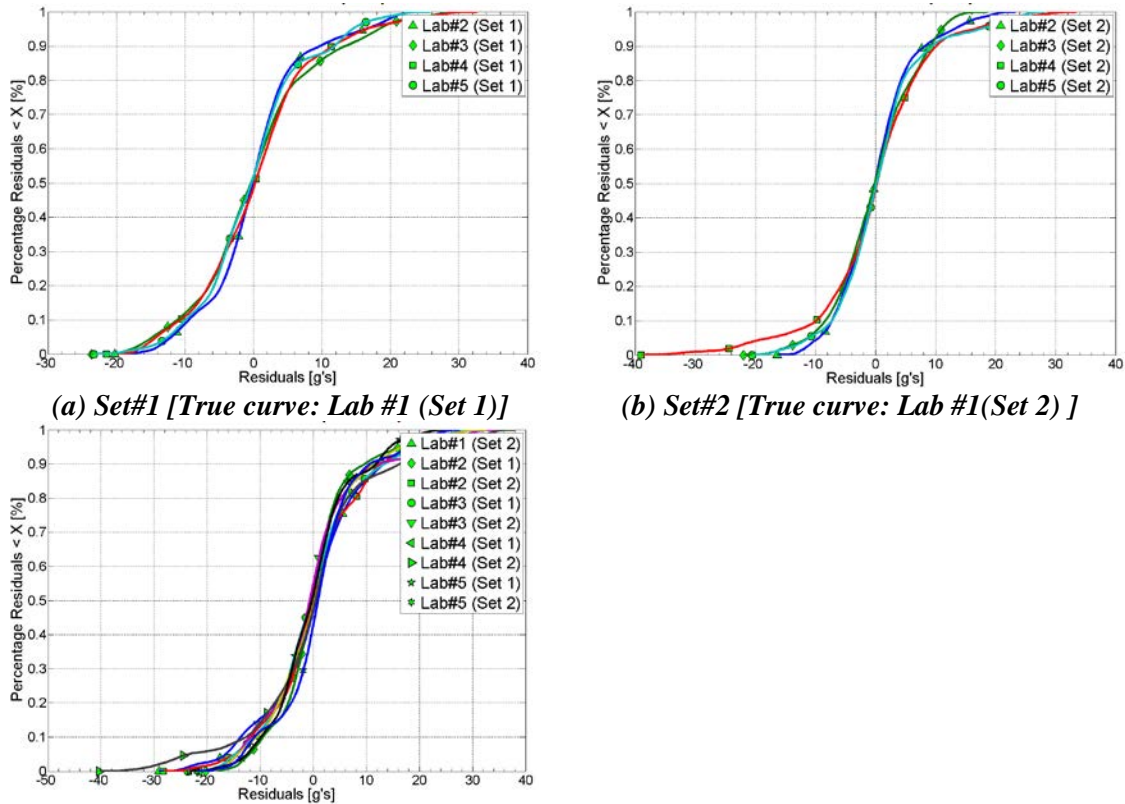 1
0.9
0.8
0.7
0.6
0.5
0.4
0.3
0.2
0.1
0
Percentage Residuals < X [%]
Lab#2 (Set 1)
Lab#3 (Set 1)
Lab#4 (Set 1)
Lab#5 (Set 1)
-30 -20 -10 0 10 20 30 40
Residuals [g's]
(a) Set#1 [True curve: Lab #1 (Set 1)]
1
0.9
0.8
0.7
0.6
0.5
0.4
0.3
0.2
0.1
0
Percentage Residuals < X [%]
Lab#2 (Set 2)
Lab#3 (Set 2)
Lab#4 (Set 2)
Lab#5 (Set 2)
-40 -30 -20 -10 0 10 20 30 40
Residuals [g's]
(b) Set#2 [True curve: Lab #1(Set 2) ]
1
0.9
0.8
0.7
0.6
0.5
0.4
0.3
0.2
0.1
0
Percentage Residuals < X [%]
Lab#1 (Set 2)
Lab#2 (Set 1)
Lab#2 (Set 2)
Lab#3 (Set 1)
Lab#3 (Set 2)
Lab#4 (Set 1)
Lab#4 (Set 2)
Lab#5 (Set 1)
Lab#5 (Set 2)
-50 -40 -30 -20 -10 0 10 20 30 40
Residuals [g's]